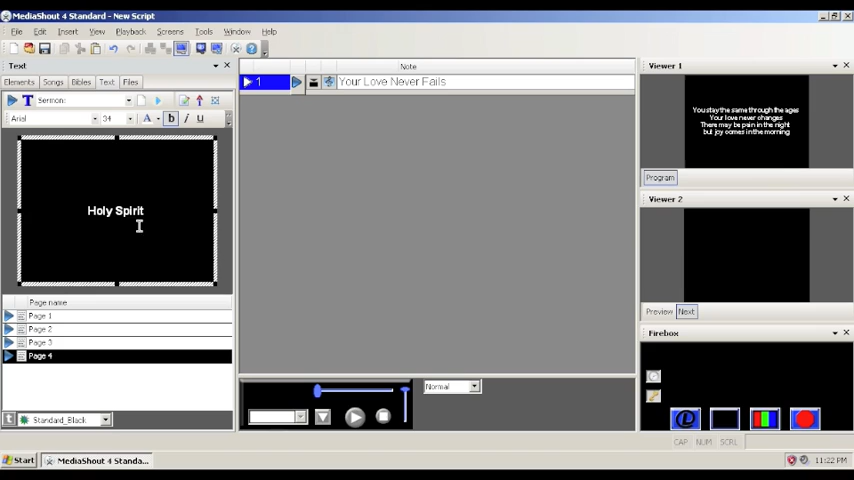 MediaShout 4 Standard - New Script
File Edit Insert View Playback Screens Tools Window Help
Text
Elements Songs Bibles Text Files
Sermon:
Arial 34 A b i U
Holy Spirit
Page name
Page 1
Page 2
Page 3
Page 4
Standard_Black
Note
1 Your Love Never Fails
Normal
Viewer 1
You stay the same through the ages
Your love never changes
There may be pain in the night
but joy comes in the morning
Program
Viewer 2
Preview Next
Firebox
CAP NUM SCRL
Start MediaShout 4 Standa... 11:22 PM